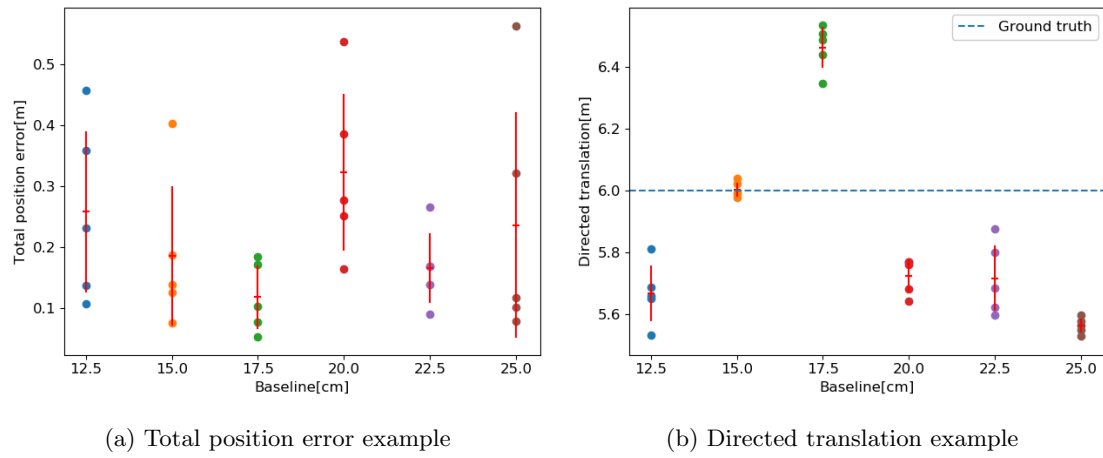 0.5
0.4
0.3
0.2
0.1
Total position error[m]
12.5 15.0 17.5 20.0 22.5 25.0
Baseline[cm]
(a) Total position error example
Ground truth
6.4
6.2
6.0
5.8
5.6
Directed translation[m]
12.5 15.0 17.5 20.0 22.5 25.0
Baseline[cm]
(b) Directed translation example